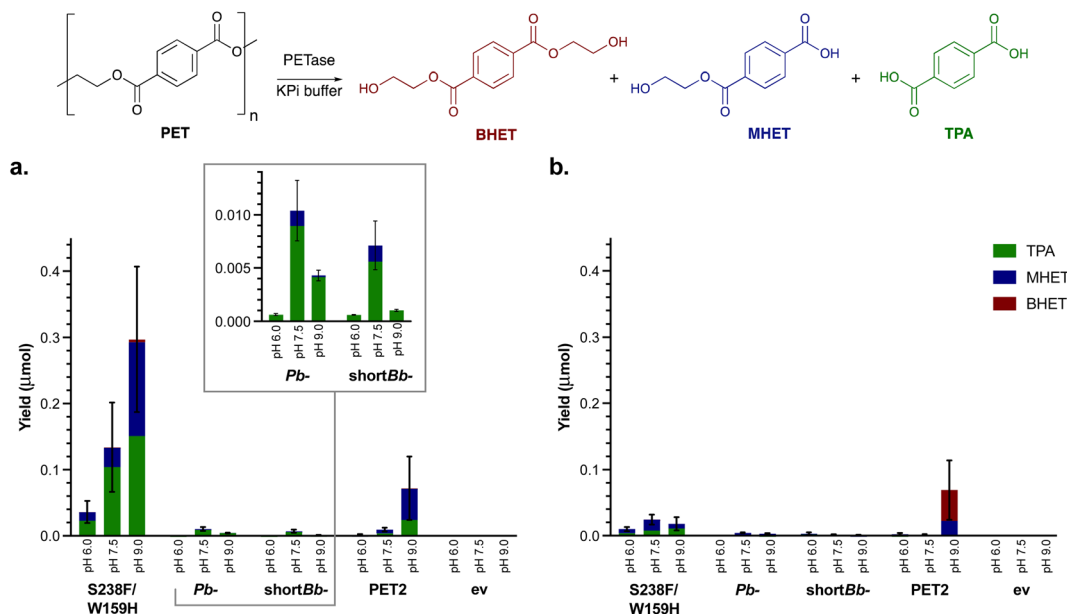 PET
n
PETase
KPi buffer
BHET
+
MHET
+
TPA
O
O
O
O
O
O
O
OH
HO
O
O
O
OH
HO
O
O
O
OH
HO
O
a.
b.
0.010
0.005
0.000
pH 6.0
pH 7.5
pH 9.0
pH 6.0
pH 7.5
pH 9.0
Pb-
shortBb-
Yield (μmol)
0.4
0.3
0.2
0.1
0.0
pH 6.0
pH 7.5
pH 9.0
pH 6.0
pH 7.5
pH 9.0
pH 6.0
pH 7.5
pH 9.0
pH 6.0
pH 7.5
pH 9.0
pH 6.0
pH 7.5
pH 9.0
S238F/
W159H
Pb-
shortBb-
PET2
ev
Yield (μmol)
0.4
0.3
0.2
0.1
0.0
TPA
MHET
BHET
pH 6.0
pH 7.5
pH 9.0
pH 6.0
pH 7.5
pH 9.0
pH 6.0
pH 7.5
pH 9.0
pH 6.0
pH 7.5
pH 9.0
pH 6.0
pH 7.5
pH 9.0
S238F/
W159H
Pb-
shortBb-
PET2
ev